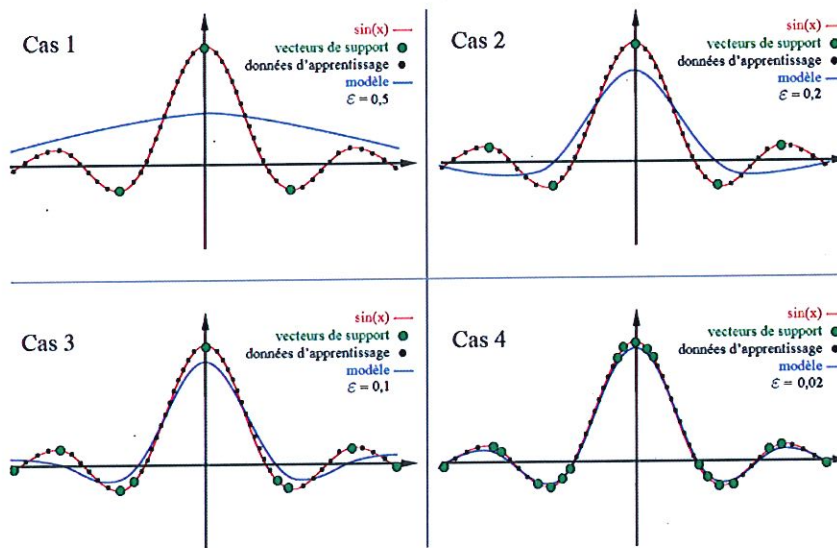 Cas 1
sin(x)
vecteurs de support
données d'apprentissage
modèle
ε = 0,5
Cas 2
sin(x)
vecteurs de support
données d'apprentissage
modèle
ε = 0,2
Cas 3
sin(x)
vecteurs de support
données d'apprentissage
modèle
ε = 0,1
Cas 4
sin(x)
vecteurs de support
données d'apprentissage
modèle
ε = 0,02